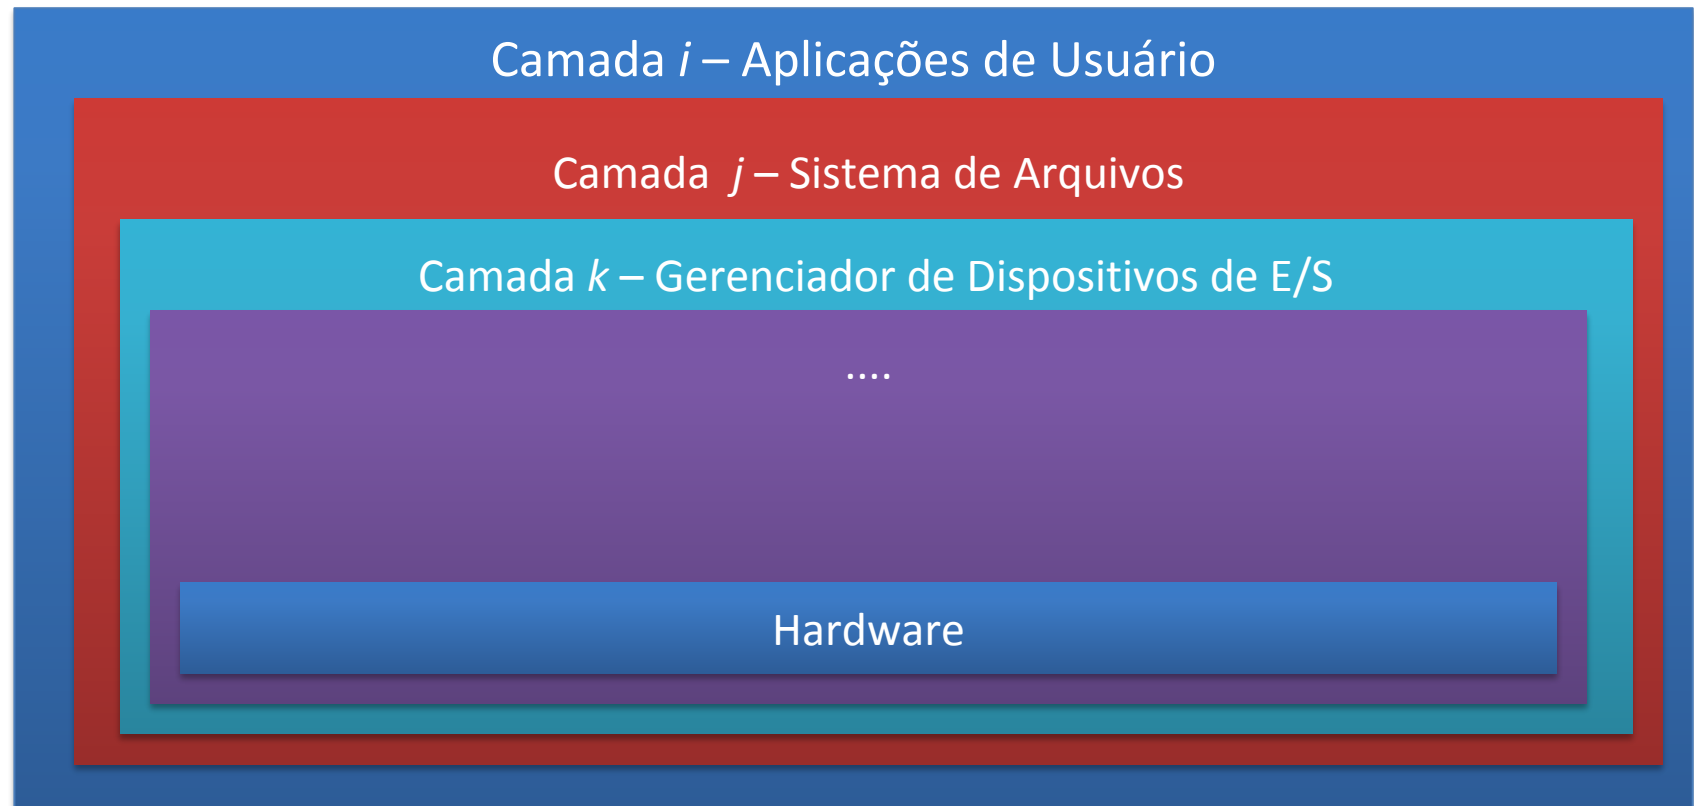 Camada i – Aplicações de Usuário
Camada j – Sistema de Arquivos
Camada k – Gerenciador de Dispositivos de E/S
....
Hardware